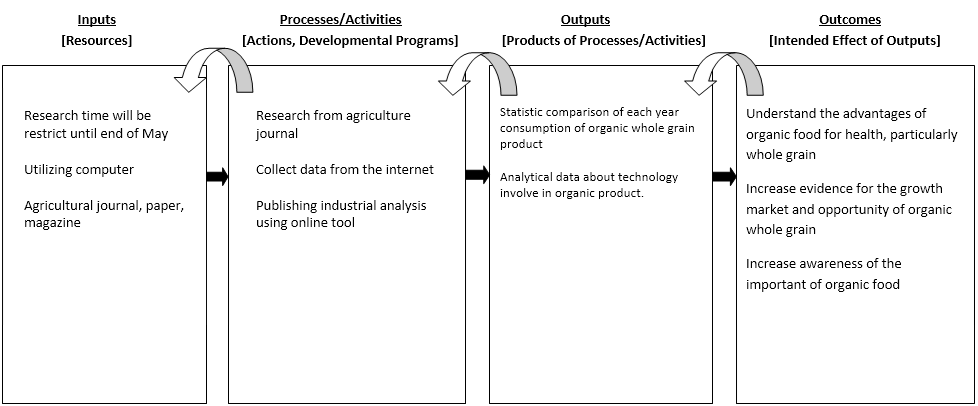 Inputs
[Resources]
Processes/Activities
[Actions, Developmental Programs]
Outputs
[Products of Processes/Activities]
Outcomes
[Intended Effect of Outputs]
Research time will be
restrict until end of May
Utilizing computer
Agricultural journal, paper,
magazine
Research from agriculture
journal
Collect data from the internet
Publishing industrial analysis
using online tool
Statistic comparison of each year
consumption of organic whole grain
product
Analytical data about technology
involve in organic product.
Understand the advantages of
organic food for health, particularly
whole grain
Increase evidence for the growth
market and opportunity of organic
whole grain
Increase awareness of the
important of organic food